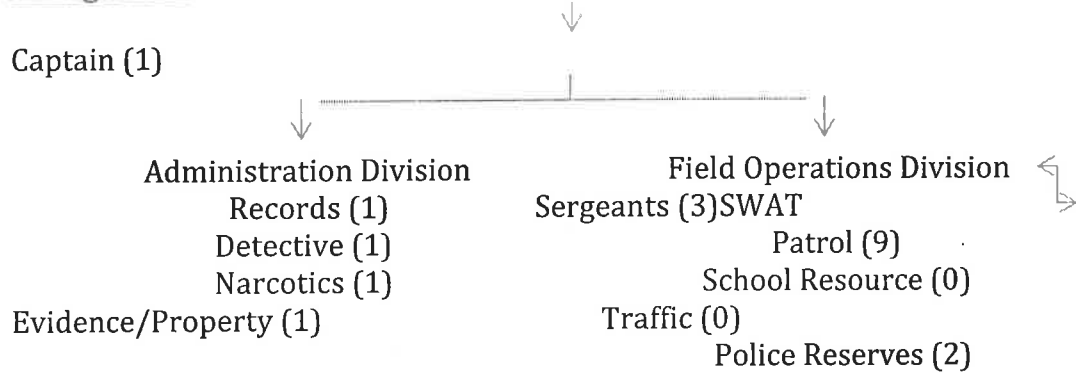 Captain (1)
Administration Division
Records (1)
Detective (1)
Narcotics (1)
Evidence/Property (1)
Field Operations Division
Sergeants (3)SWAT
Patrol (9)
School Resource (0)
Traffic (0)
Police Reserves (2)